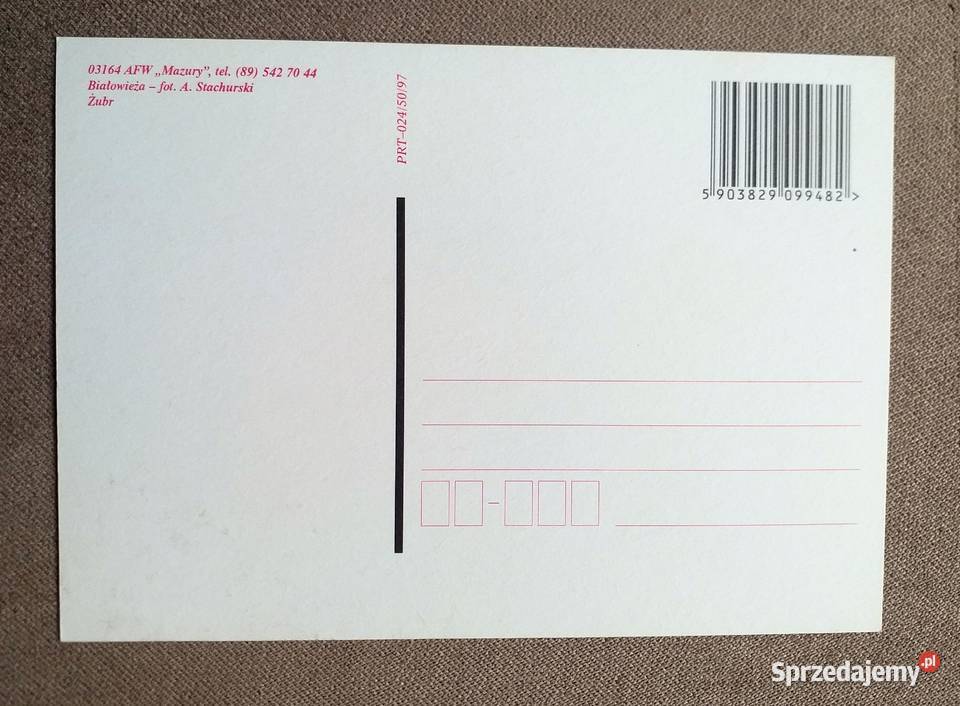 03164 AFW „Mazury”, tel. (89) 542 70 44
Białowieża – fot. A. Stachurski
Żubr
PRT–024/50/97
5 903829 099482 >
Sprzedajemy.pl